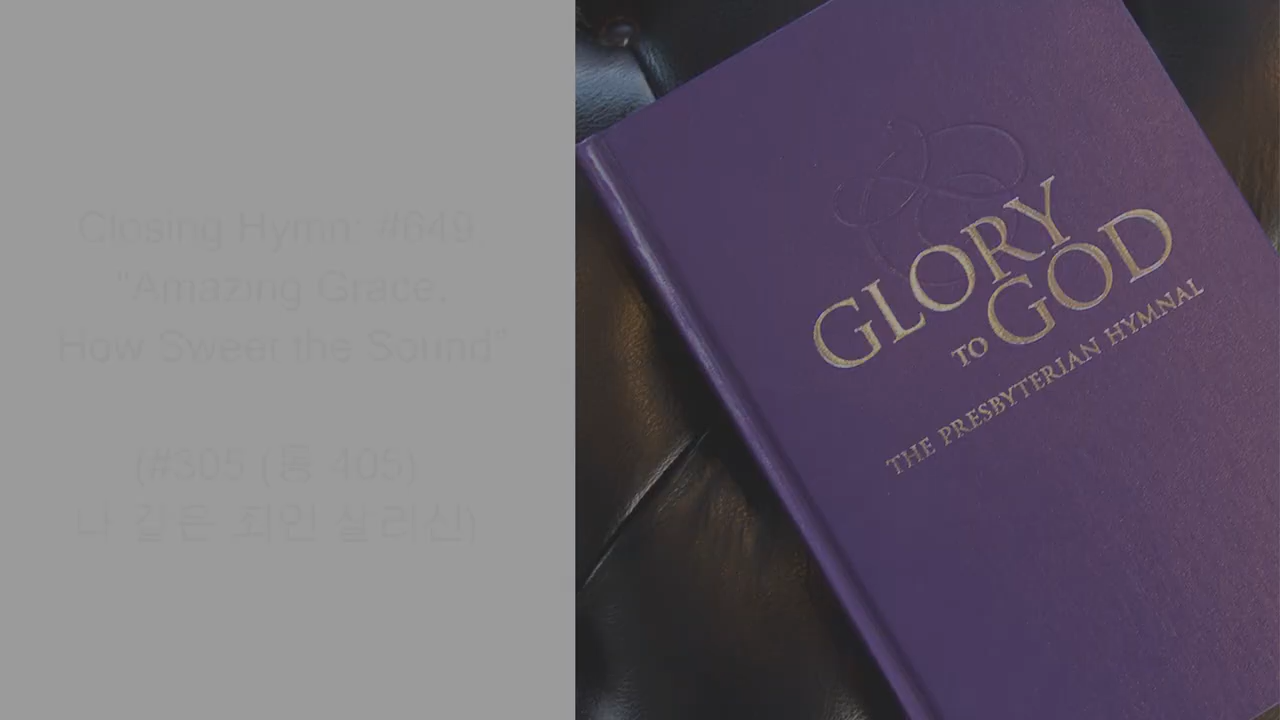 Closing Hymn: #649,
"Amazing Grace,
How Sweet the Sound"
(#305 (통 405)
나 같은 죄인 살리신)
GLORY
TO GOD
THE PRESBYTERIAN HYMNAL